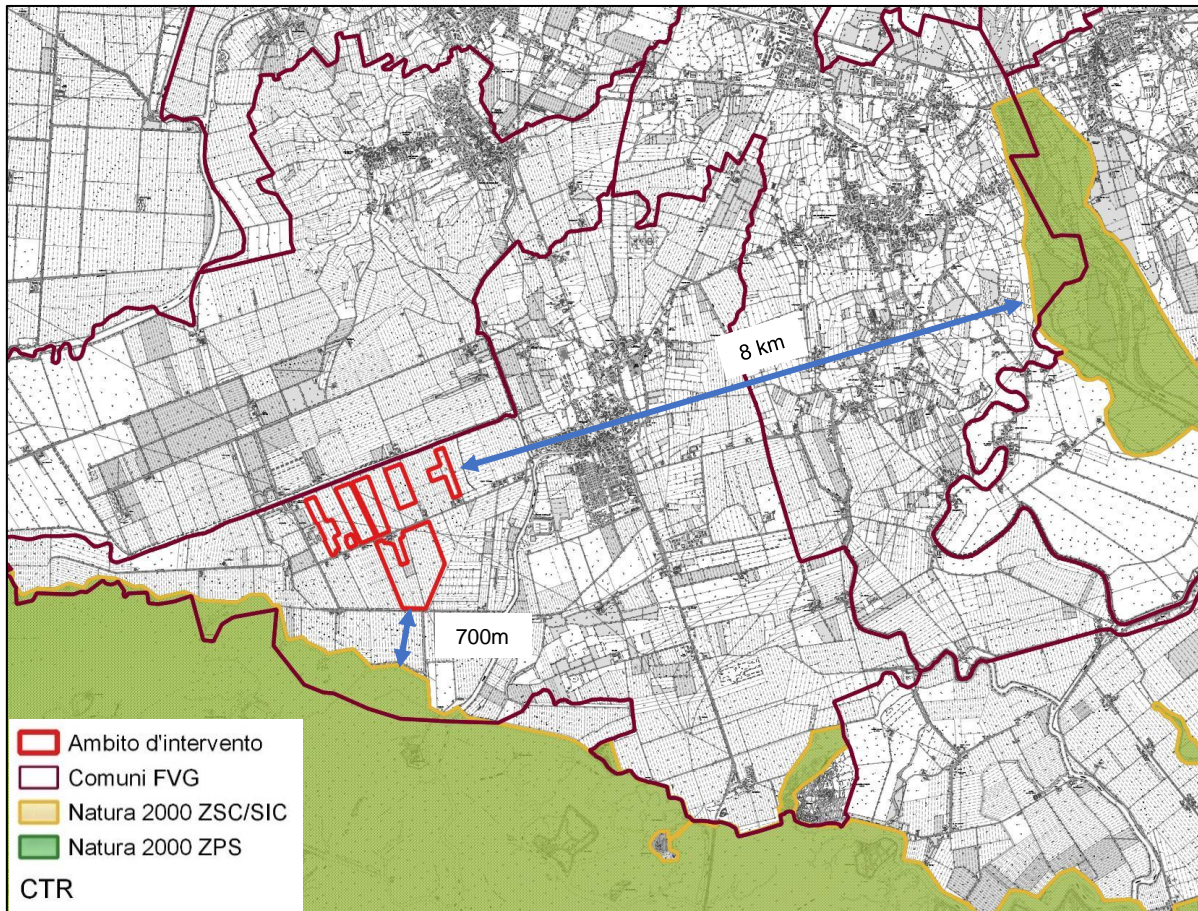 8 km
700m
Ambito d'intervento
Comuni FVG
Natura 2000 ZSC/SIC
Natura 2000 ZPS
CTR